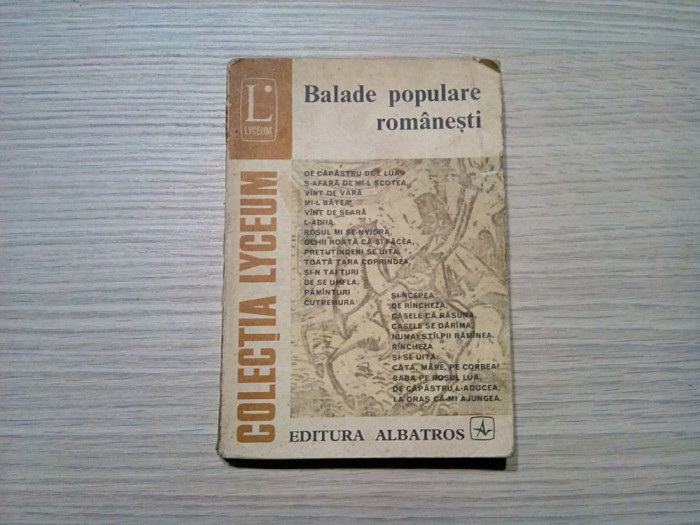 L
LYCEUM
Balade populare
românești
COLECȚIA LYCEUM
DE CĂPĂSTRU DE-L LUA
Ș-AFARĂ DE MI-L SCOTEA,
VÎNT DE VARĂ
MI-L BĂTEA,
VÎNT DE SEARĂ
L-ADIIA,
ROȘUL MI SE-NVIORA,
OCHII ROATĂ CĂ-ȘI FĂCEA,
PRETUTINDENI SE UITA,
TOATĂ ȚARA COPRINDEA,
ȘI-N TAFTURI
DE SE UMFLA,
PĂMÎNTURI
CUTREMURA
ȘI-NCEPEA
DE RÎNCHEZA,
CASELE CĂ RĂSUNA,
CASELE SE DĂRÎMA,
NUMAI STÎLPII RĂMÎNEA.
RÎNCHEZA
ȘI SE UITA,
CĂTA, MĂRE, PE CORBEA!
BABA PE ROȘUL LUA,
DE CĂPĂSTRU L-ADUCEA,
LA ORAȘ CĂ-MI AJUNGEA.
EDITURA ALBATROS